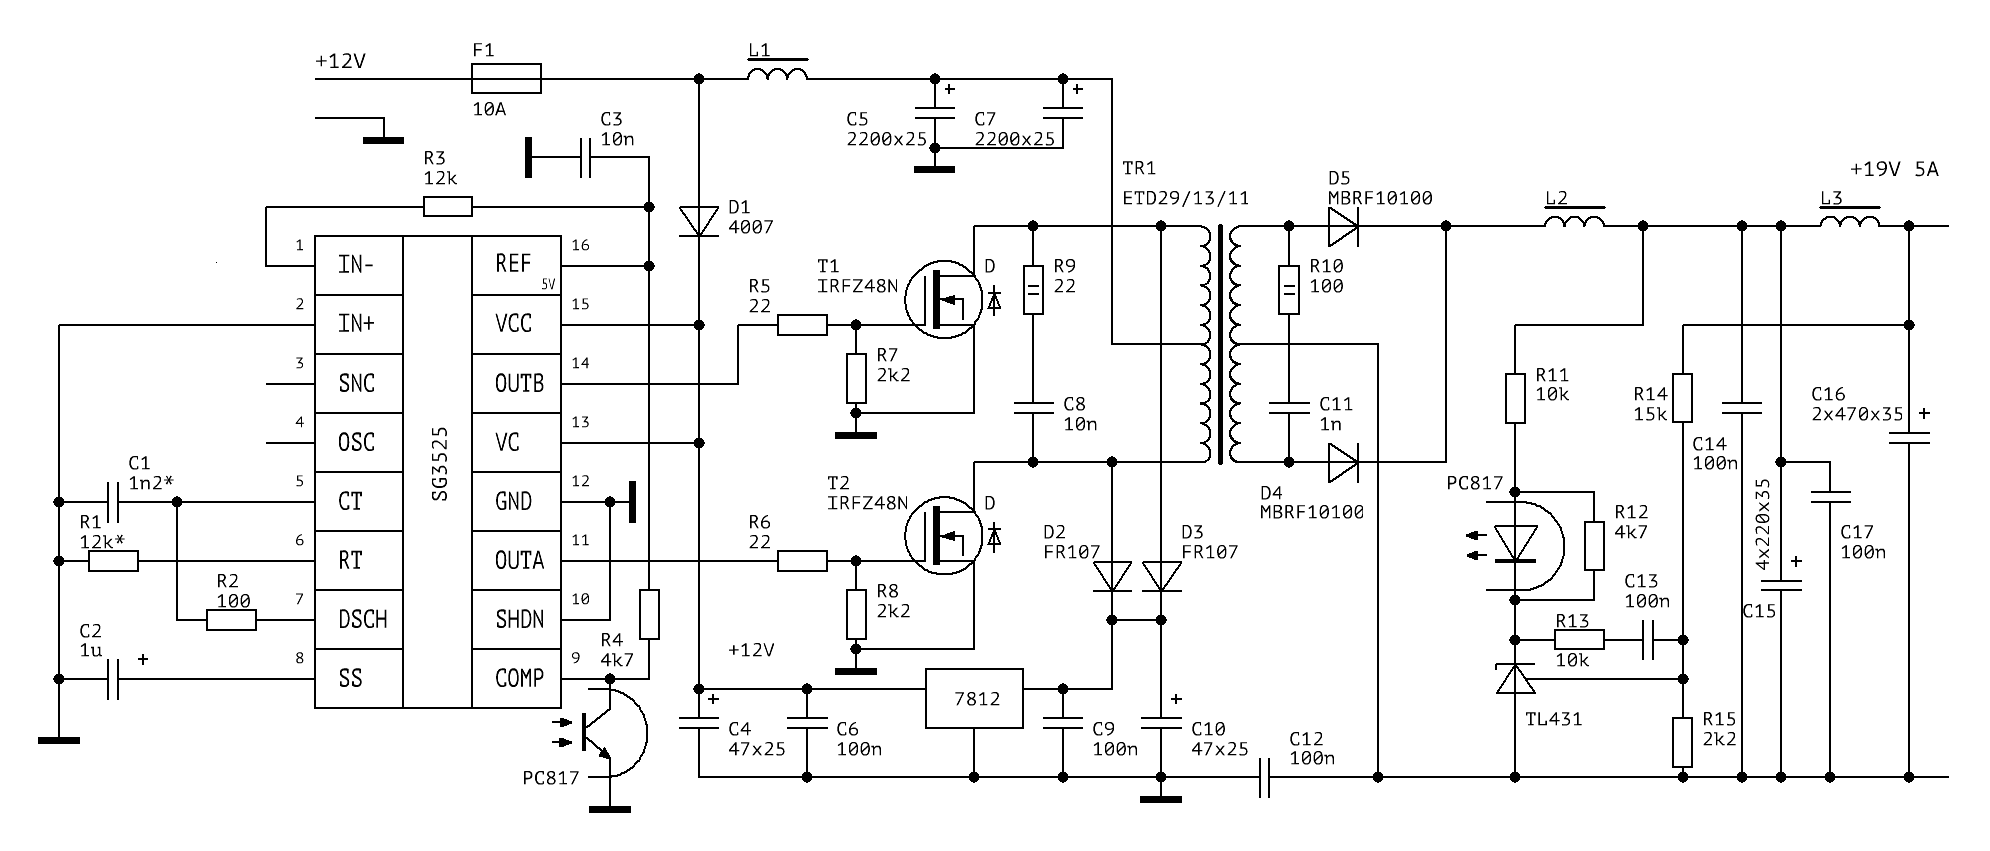 +12V
F1
10A
L1
C3
10n
C5
2200x25
C7
2200x25
R3
12k
TR1
ETD29/13/11
D5
MBRF10100
L2
L3
+19V 5A
D1
4007
1
IN-
REF
5V
16
2
IN+
VCC
15
3
SNC
OUTB
14
4
OSC
VC
13
5
CT
GND
12
6
RT
OUTA
11
7
DSCH
SHDN
10
8
SS
COMP
9
SG3525
C1
1n2*
R1
12k*
R2
100
C2
1u
R4
4k7
PC817
T1
IRFZ48N
D
R5
22
R7
2k2
R9
22
C8
10n
R10
100
C11
1n
T2
IRFZ48N
D
R6
22
R8
2k2
D2
FR107
D3
FR107
D4
MBRF10100
+12V
7812
C4
47x25
C6
100n
C9
100n
C10
47x25
C12
100n
R11
10k
R14
15k
C14
100n
C16
2x470x35
PC817
R12
4k7
4x220x35
C15
C17
100n
C13
100n
R13
10k
TL431
R15
2k2